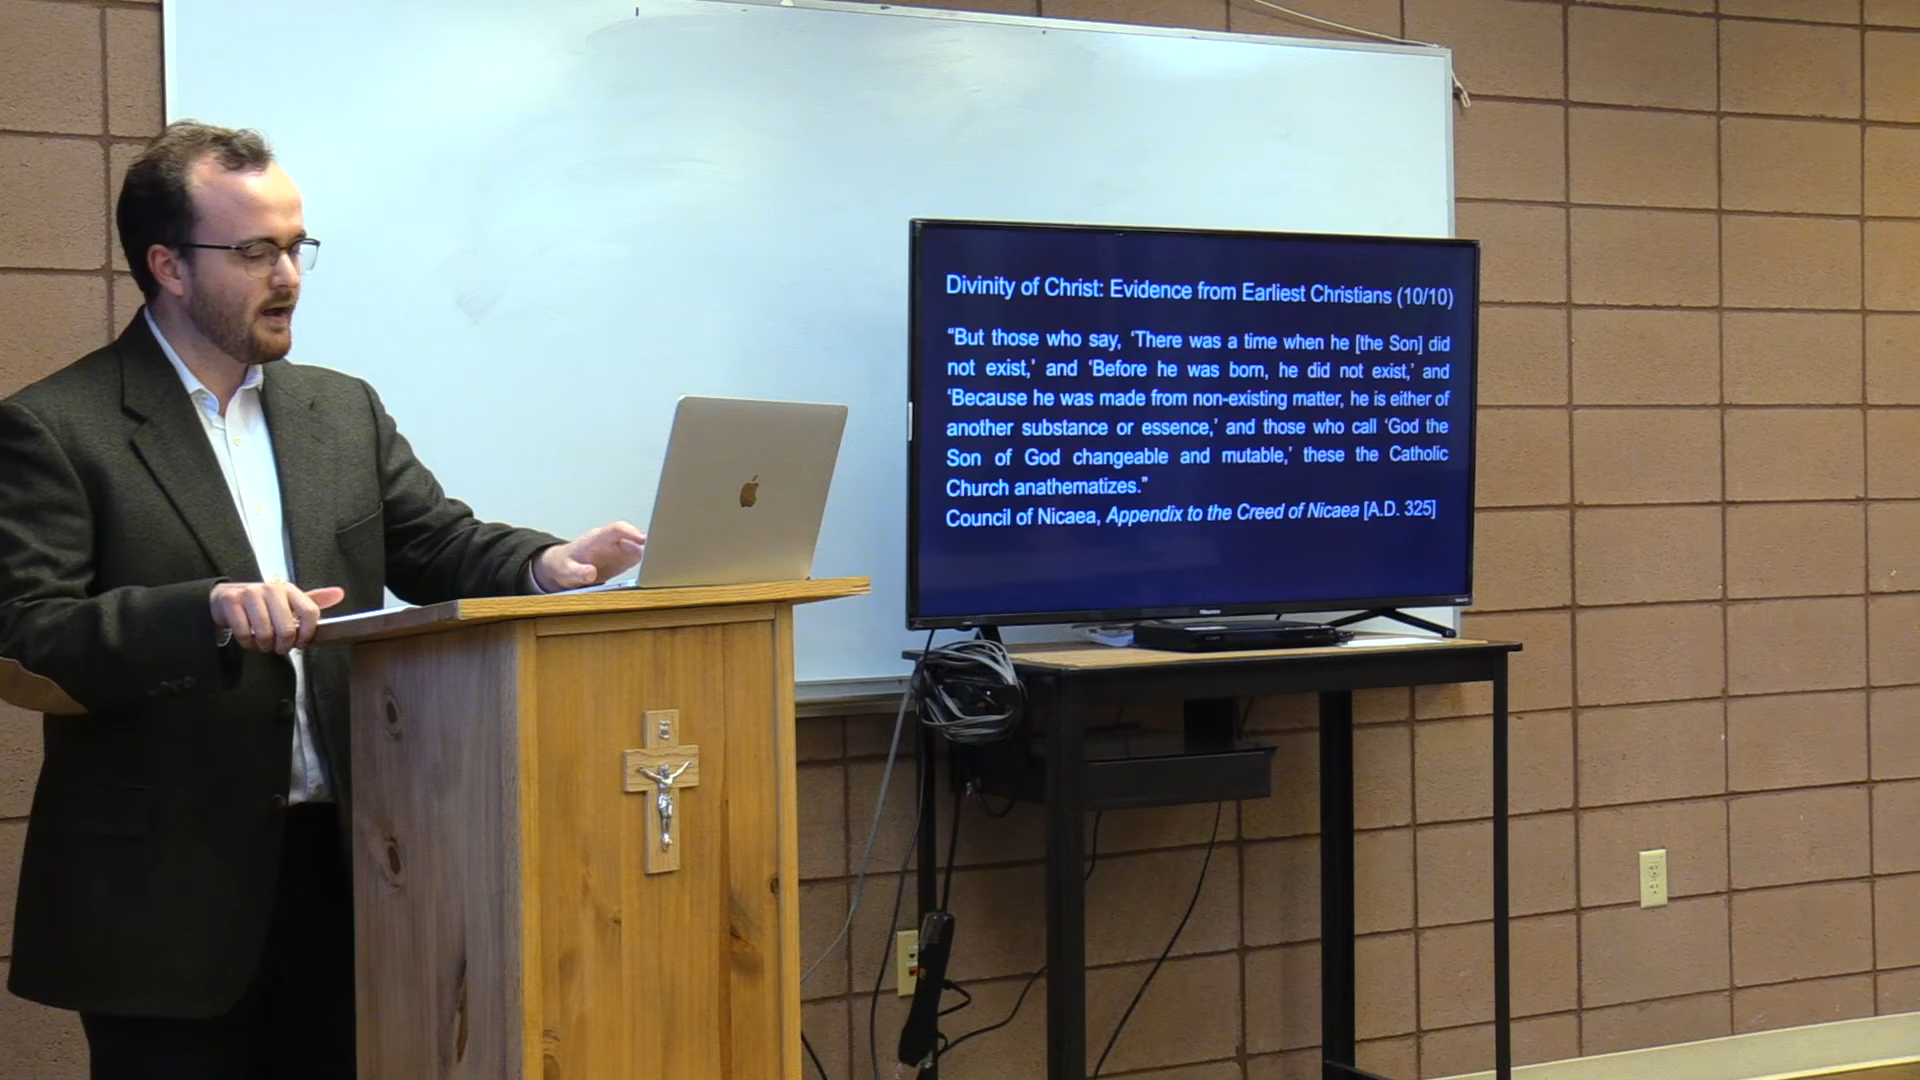 Divinity of Christ: Evidence from Earliest Christians (10/10)
“But those who say, ‘There was a time when he [the Son] did
not exist,’ and ‘Before he was born, he did not exist,’ and
‘Because he was made from non-existing matter, he is either of
another substance or essence,’ and those who call ‘God the
Son of God changeable and mutable,’ these the Catholic
Church anathematizes.”
Council of Nicaea, Appendix to the Creed of Nicaea [A.D. 325]
Hisense